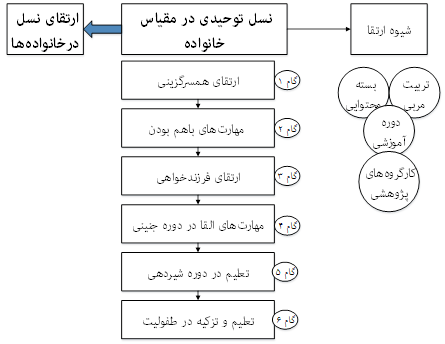 شیوه ارتقا
نسل توحیدی در مقیاس
خانواده
ارتقای نسل
درخانواده‌ها
گام ۱
ارتقای همسرگزینی
گام ۲
مهارت‌های باهم بودن
گام ۳
ارتقای فرزندخواهی
گام ۴
مهارت‌های القا در دوره جنینی
گام ۵
تعلیم در دوره شیردهی
گام ۶
تعلیم و تزکیه در طفولیت
تربیت
مربی
بسته
محتوایی
دوره
آموزشی
کارگروه‌های
پژوهشی